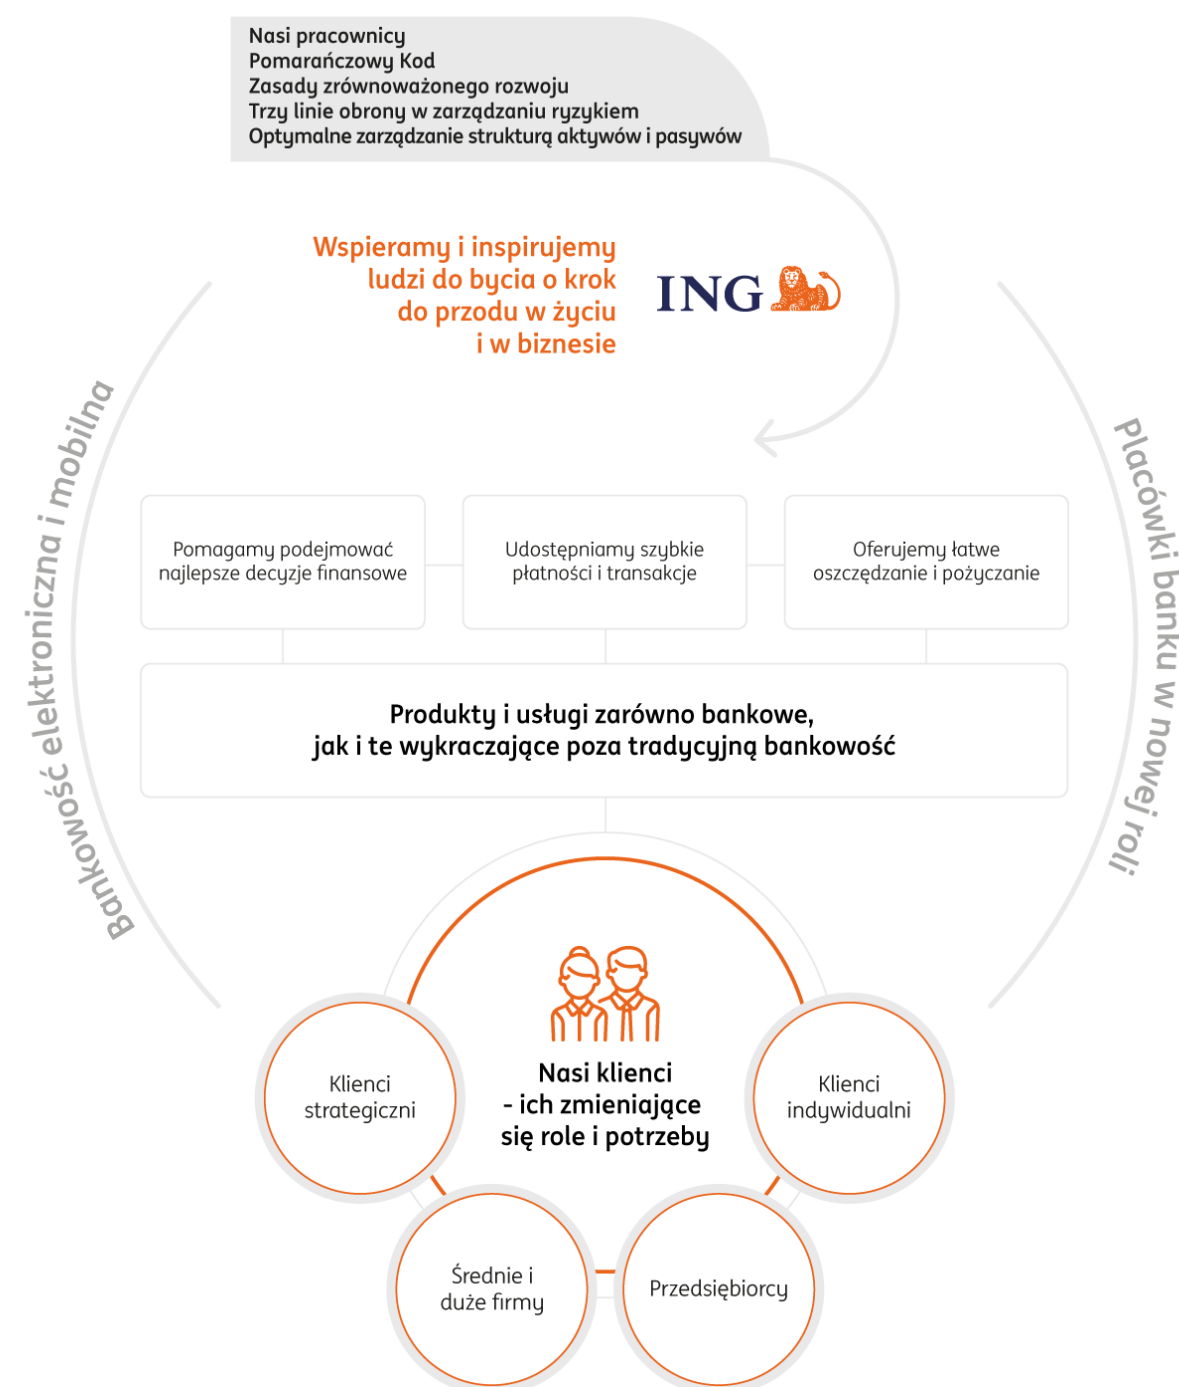 Nasi pracownicy
Pomarańczowy Kod
Zasady zrównoważonego rozwoju
Trzy linie obrony w zarządzaniu ryzykiem
Optymalne zarządzanie strukturą aktywów i pasywów
Wspieramy i inspirujemy
ludzi do bycia o krok
do przodu w życiu
i w biznesie
ING
Bankowość elektroniczna i mobilna
Placówki banku w nowej roli
Pomagamy podejmować
najlepsze decyzje finansowe
Udostępniamy szybkie
płatności i transakcje
Oferujemy łatwe
oszczędzanie i pożyczanie
Produkty i usługi zarówno bankowe,
jak i te wykraczające poza tradycyjną bankowość
Nasi klienci
- ich zmieniające
się role i potrzeby
Klienci
strategiczni
Klienci
indywidualni
Średnie i
duże firmy
Przedsiębiorcy